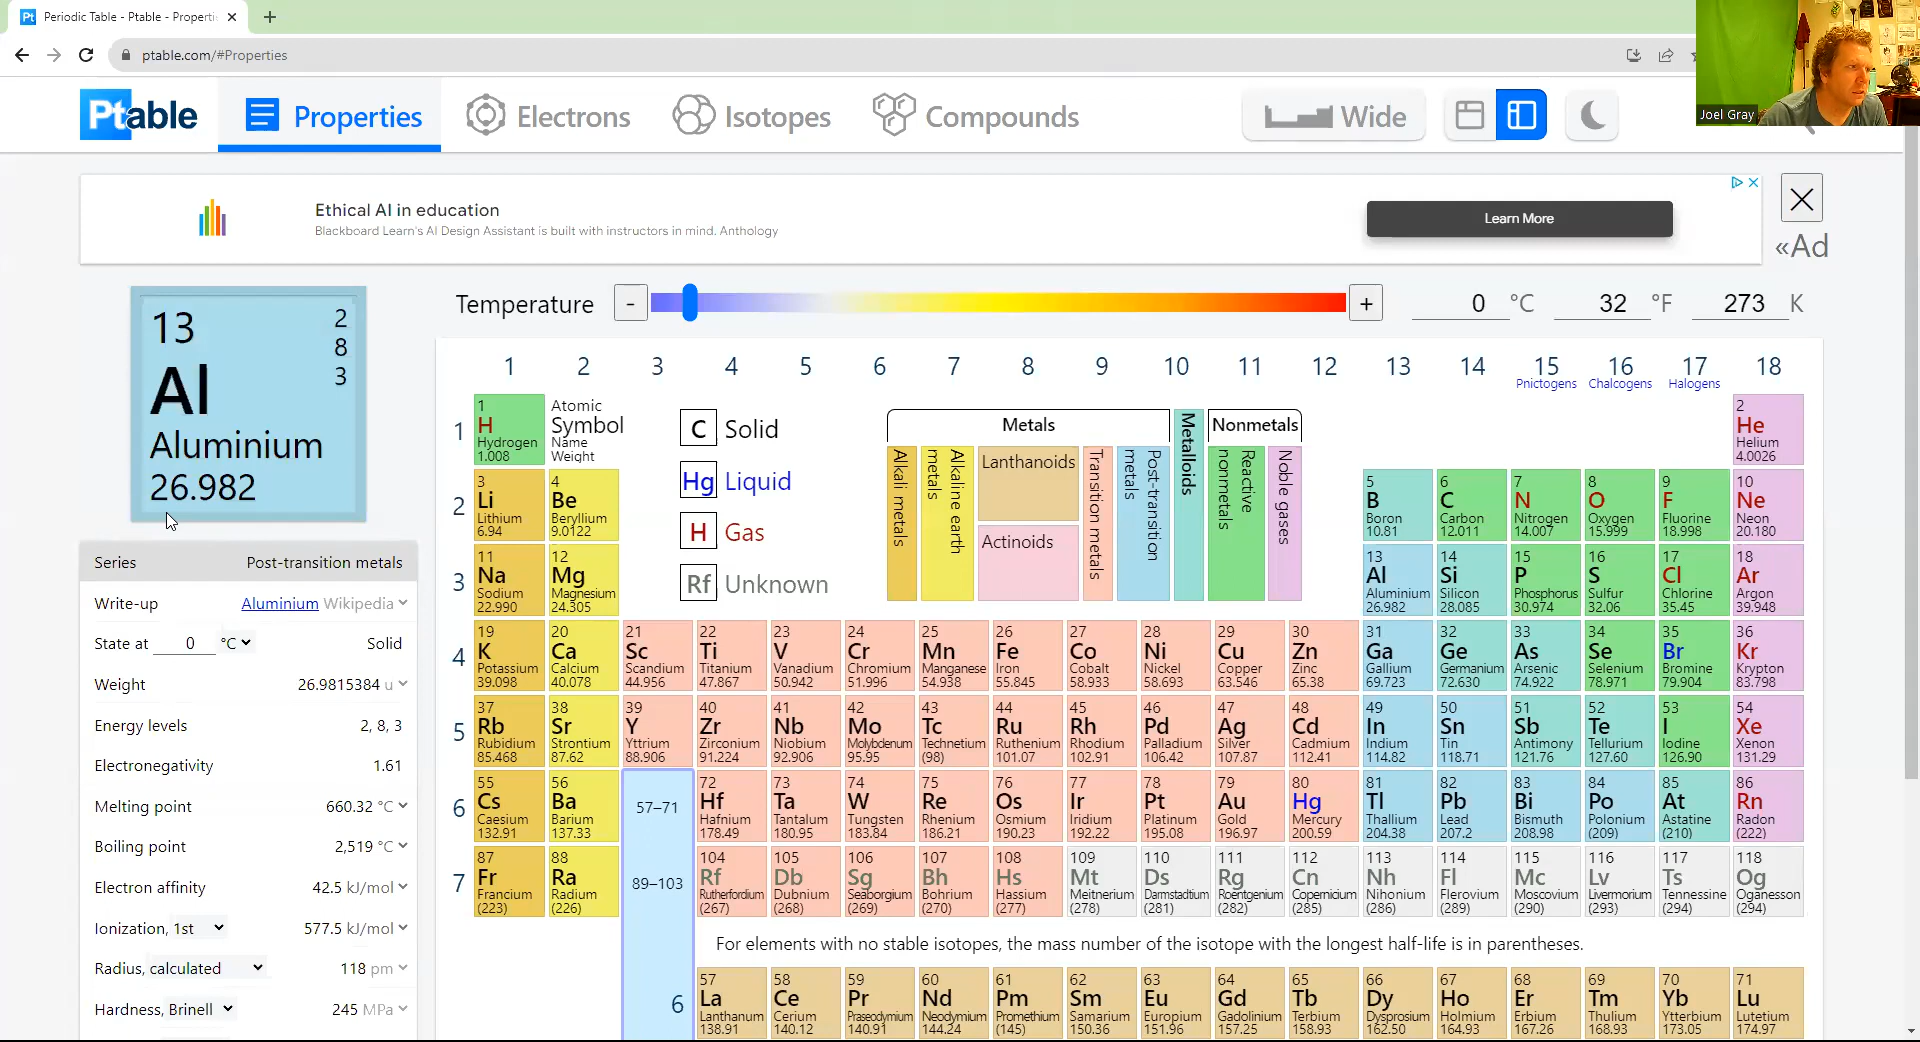 Periodic Table - Ptable - Properti
ptable.com/#Properties
Joel Gray
Ptable Properties Electrons Isotopes Compounds Wide
Ethical AI in education
Blackboard Learn's AI Design Assistant is built with instructors in mind. Anthology
Learn More
«Ad
13
2
8
3
Al
Aluminium
26.982
Series Post-transition metals
Write-up Aluminium Wikipedia
State at 0 °C Solid
Weight 26.9815384 u
Energy levels 2, 8, 3
Electronegativity 1.61
Melting point 660.32 °C
Boiling point 2,519 °C
Electron affinity 42.5 kJ/mol
Ionization, 1st 577.5 kJ/mol
Radius, calculated 118 pm
Hardness, Brinell 245 MPa
Temperature - + 0 °C 32 °F 273 K
1 2 3 4 5 6 7 8 9 10 11 12 13 14 15 16 17 18
Pnictogens Chalcogens Halogens
Atomic
Symbol
Name
Weight
C Solid
Hg Liquid
H Gas
Rf Unknown
Metals
Metalloids
Nonmetals
Alkali metals
Alkaline earth metals
Lanthanoids
Actinoids
Transition metals
Post-transition metals
Reactive nonmetals
Noble gases
1
1 2
H He
Hydrogen Helium
1.008 4.0026
2
3 4 5 6 7 8 9 10
Li Be B C N O F Ne
Lithium Beryllium Boron Carbon Nitrogen Oxygen Fluorine Neon
6.94 9.0122 10.81 12.011 14.007 15.999 18.998 20.180
3
11 12 13 14 15 16 17 18
Na Mg Al Si P S Cl Ar
Sodium Magnesium Aluminium Silicon Phosphorus Sulfur Chlorine Argon
22.990 24.305 26.982 28.085 30.974 32.06 35.45 39.948
4
19 20 21 22 23 24 25 26 27 28 29 30 31 32 33 34 35 36
K Ca Sc Ti V Cr Mn Fe Co Ni Cu Zn Ga Ge As Se Br Kr
Potassium Calcium Scandium Titanium Vanadium Chromium Manganese Iron Cobalt Nickel Copper Zinc Gallium Germanium Arsenic Selenium Bromine Krypton
39.098 40.078 44.956 47.867 50.942 51.996 54.938 55.845 58.933 58.693 63.546 65.38 69.723 72.630 74.922 78.971 79.904 83.798
5
37 38 39 40 41 42 43 44 45 46 47 48 49 50 51 52 53 54
Rb Sr Y Zr Nb Mo Tc Ru Rh Pd Ag Cd In Sn Sb Te I Xe
Rubidium Strontium Yttrium Zirconium Niobium Molybdenum Technetium Ruthenium Rhodium Palladium Silver Cadmium Indium Tin Antimony Tellurium Iodine Xenon
85.468 87.62 88.906 91.224 92.906 95.95 (98) 101.07 102.91 106.42 107.87 112.41 114.82 118.71 121.76 127.60 126.90 131.29
6
55 56 57–71 72 73 74 75 76 77 78 79 80 81 82 83 84 85 86
Cs Ba Hf Ta W Re Os Ir Pt Au Hg Tl Pb Bi Po At Rn
Caesium Barium Hafnium Tantalum Tungsten Rhenium Osmium Iridium Platinum Gold Mercury Thallium Lead Bismuth Polonium Astatine Radon
132.91 137.33 178.49 180.95 183.84 186.21 190.23 192.22 195.08 196.97 200.59 204.38 207.2 208.98 (209) (210) (222)
7
87 88 89–103 104 105 106 107 108 109 110 111 112 113 114 115 116 117 118
Fr Ra Rf Db Sg Bh Hs Mt Ds Rg Cn Nh Fl Mc Lv Ts Og
Francium Radium Rutherfordium Dubnium Seaborgium Bohrium Hassium Meitnerium Darmstadtium Roentgenium Copernicium Nihonium Flerovium Moscovium Livermorium Tennessine Oganesson
(223) (226) (267) (268) (269) (270) (277) (278) (281) (282) (285) (286) (289) (290) (293) (294) (294)
For elements with no stable isotopes, the mass number of the isotope with the longest half-life is in parentheses.
6
57 58 59 60 61 62 63 64 65 66 67 68 69 70 71
La Ce Pr Nd Pm Sm Eu Gd Tb Dy Ho Er Tm Yb Lu
Lanthanum Cerium Praseodymium Neodymium Promethium Samarium Europium Gadolinium Terbium Dysprosium Holmium Erbium Thulium Ytterbium Lutetium
138.91 140.12 140.91 144.24 (145) 150.36 151.96 157.25 158.93 162.50 164.93 167.26 168.93 173.05 174.97